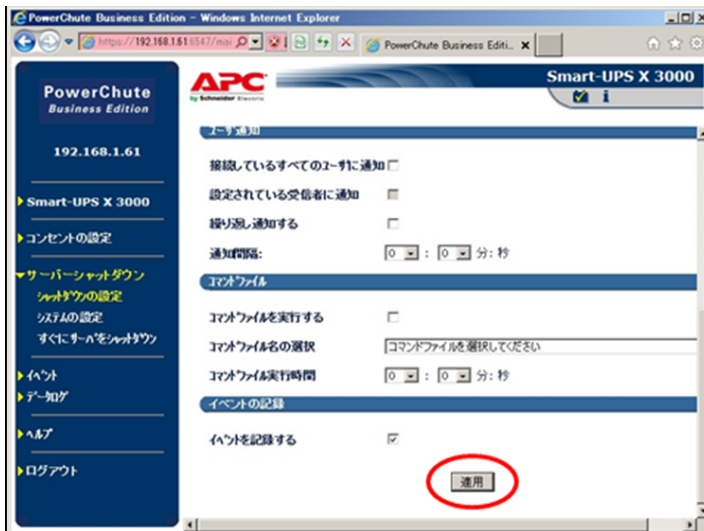 PowerChute Business Edition - Windows Internet Explorer
https://192.168.1.61:6547/mai
PowerChute Business Editi...
PowerChute
Business Edition
192.168.1.61
Smart-UPS X 3000
コンセントの設定
サーバーシャットダウン
シャットダウンの設定
システムの設定
すぐにサーバをシャットダウン
イベント
データログ
ヘルプ
ログアウト
APC
by Schneider Electric
Smart-UPS X 3000
ユーザ通知
接続しているすべてのユーザに通知
設定されている受信者に通知
繰り返し通知する
通知間隔: 0 : 0 分:秒
コマンドファイル
コマンドファイルを実行する
コマンドファイル名の選択 コマンドファイルを選択してください
コマンドファイル実行時間 0 : 0 分:秒
イベントの記録
イベントを記録する
適用